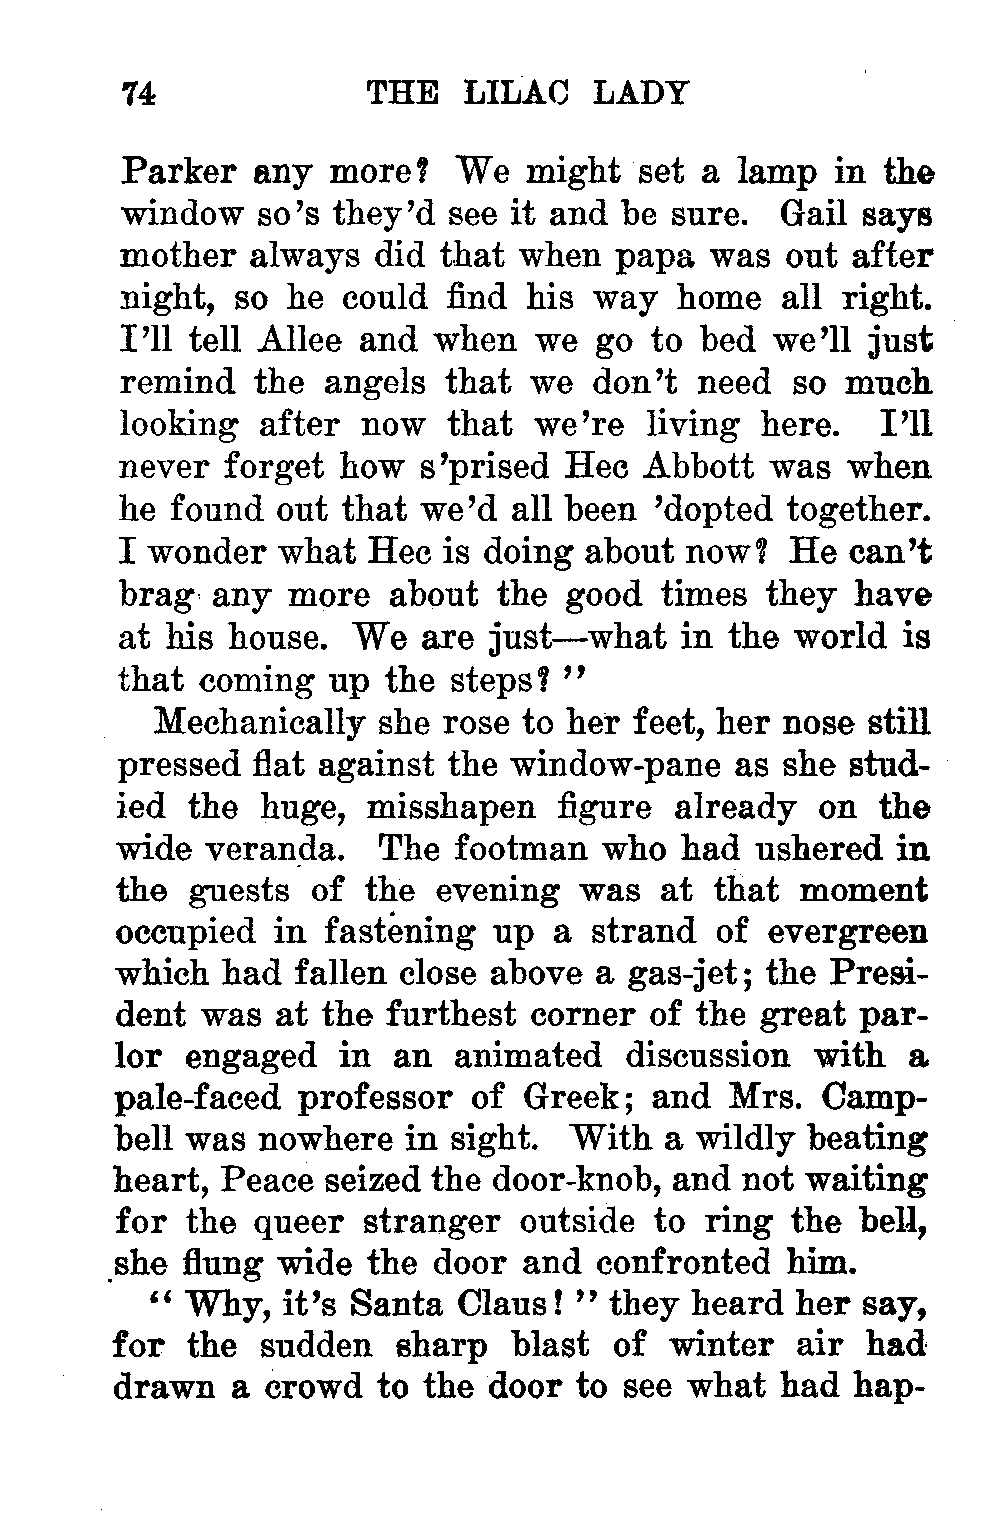 74 THE LILAC LADY
Parker any more? We might set a lamp in the
window so's they'd see it and be sure. Gail says
mother always did that when papa was out after
night, so he could find his way home all right.
I'll tell Allee and when we go to bed we'll just
remind the angels that we don't need so much
looking after now that we're living here. I'll
never forget how s'prised Hec Abbott was when
he found out that we'd all been 'dopted together.
I wonder what Hec is doing about now? He can't
brag any more about the good times they have
at his house. We are just—what in the world is
that coming up the steps? "
Mechanically she rose to her feet, her nose still
pressed flat against the window-pane as she stud-
ied the huge, misshapen figure already on the
wide veranda. The footman who had ushered in
the guests of the evening was at that moment
occupied in fastening up a strand of evergreen
which had fallen close above a gas-jet; the Presi-
dent was at the furthest corner of the great par-
lor engaged in an animated discussion with a
pale-faced professor of Greek; and Mrs. Camp-
bell was nowhere in sight. With a wildly beating
heart, Peace seized the door-knob, and not waiting
for the queer stranger outside to ring the bell,
she flung wide the door and confronted him.
" Why, it's Santa Claus! " they heard her say,
for the sudden sharp blast of winter air had
drawn a crowd to the door to see what had hap-